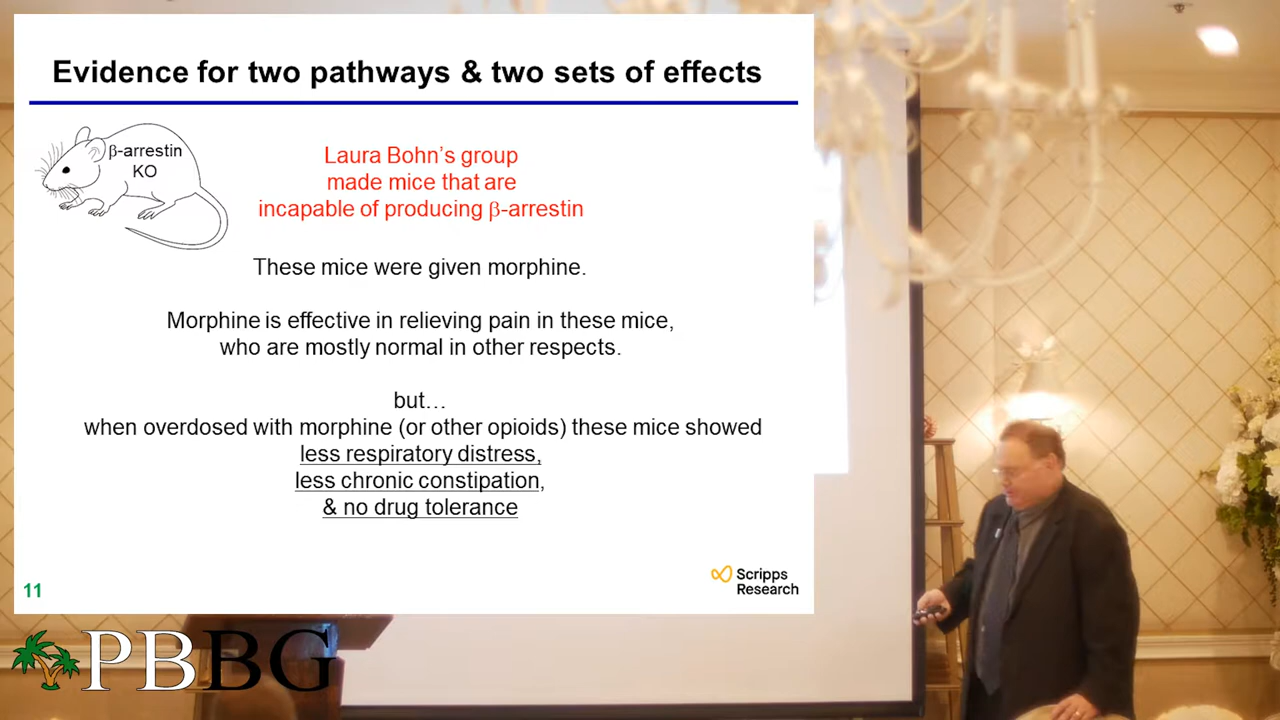 Evidence for two pathways & two sets of effects
β-arrestin
KO
Laura Bohn's group
made mice that are
incapable of producing β-arrestin
These mice were given morphine.
Morphine is effective in relieving pain in these mice,
who are mostly normal in other respects.
but…
when overdosed with morphine (or other opioids) these mice showed
less respiratory distress,
less chronic constipation,
& no drug tolerance
11
Scripps
Research
PBBG